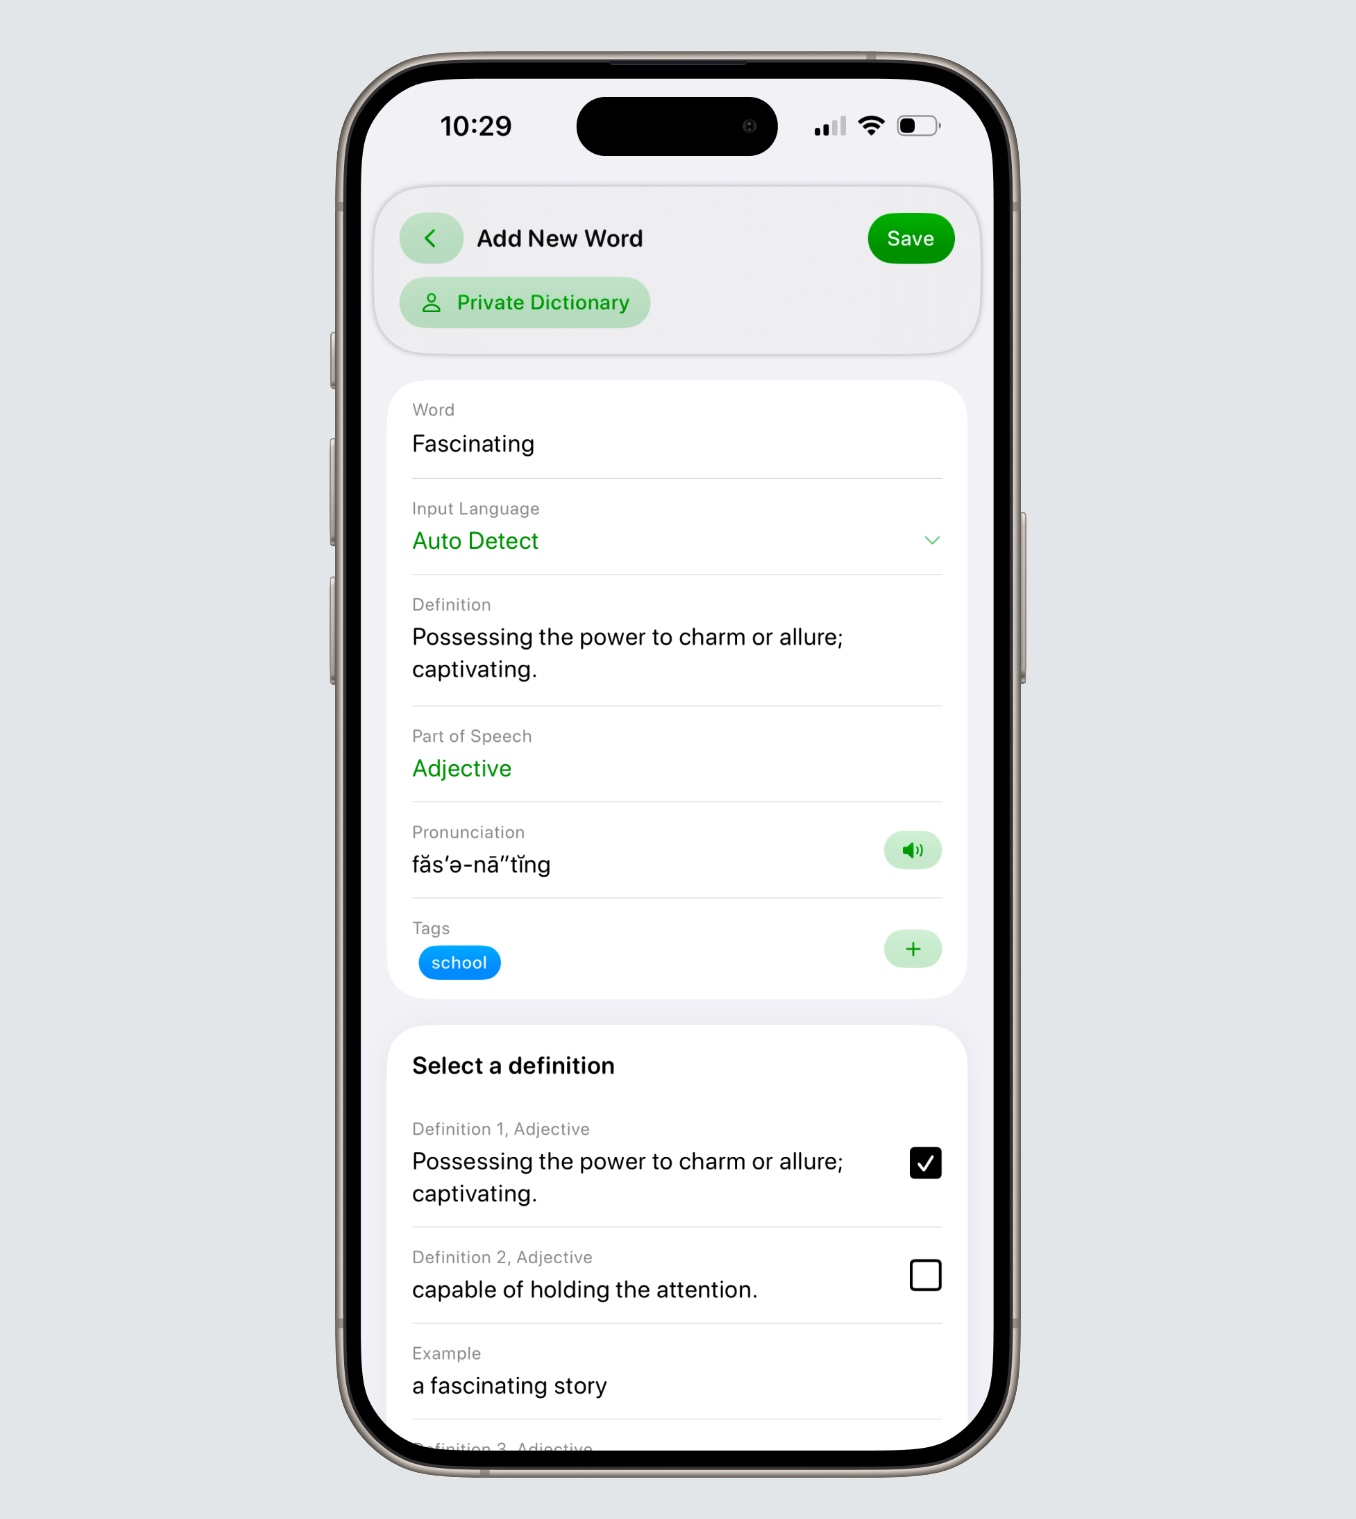 10:29
Add New Word
Save
Private Dictionary
Word
Fascinating
Input Language
Auto Detect
Definition
Possessing the power to charm or allure;
captivating.
Part of Speech
Adjective
Pronunciation
făs′ə-nā″tĭng
Tags
school
Select a definition
Definition 1, Adjective
Possessing the power to charm or allure;
captivating.
Definition 2, Adjective
capable of holding the attention.
Example
a fascinating story
Definition 3, Adjective